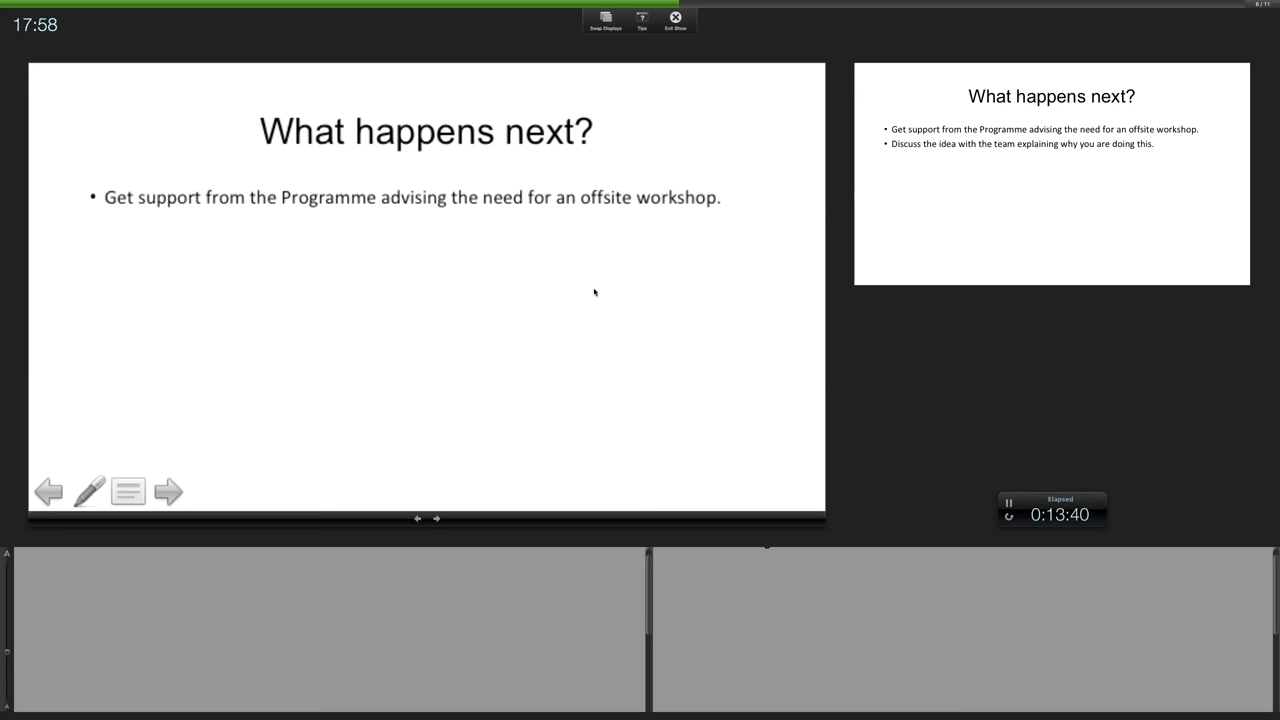 6 / 11
17:58
Swap Displays
?
Tips
Exit Show
What happens next?
• Get support from the Programme advising the need for an offsite workshop.
What happens next?
• Get support from the Programme advising the need for an offsite workshop.
• Discuss the idea with the team explaining why you are doing this.
Elapsed
0:13:40
A
A